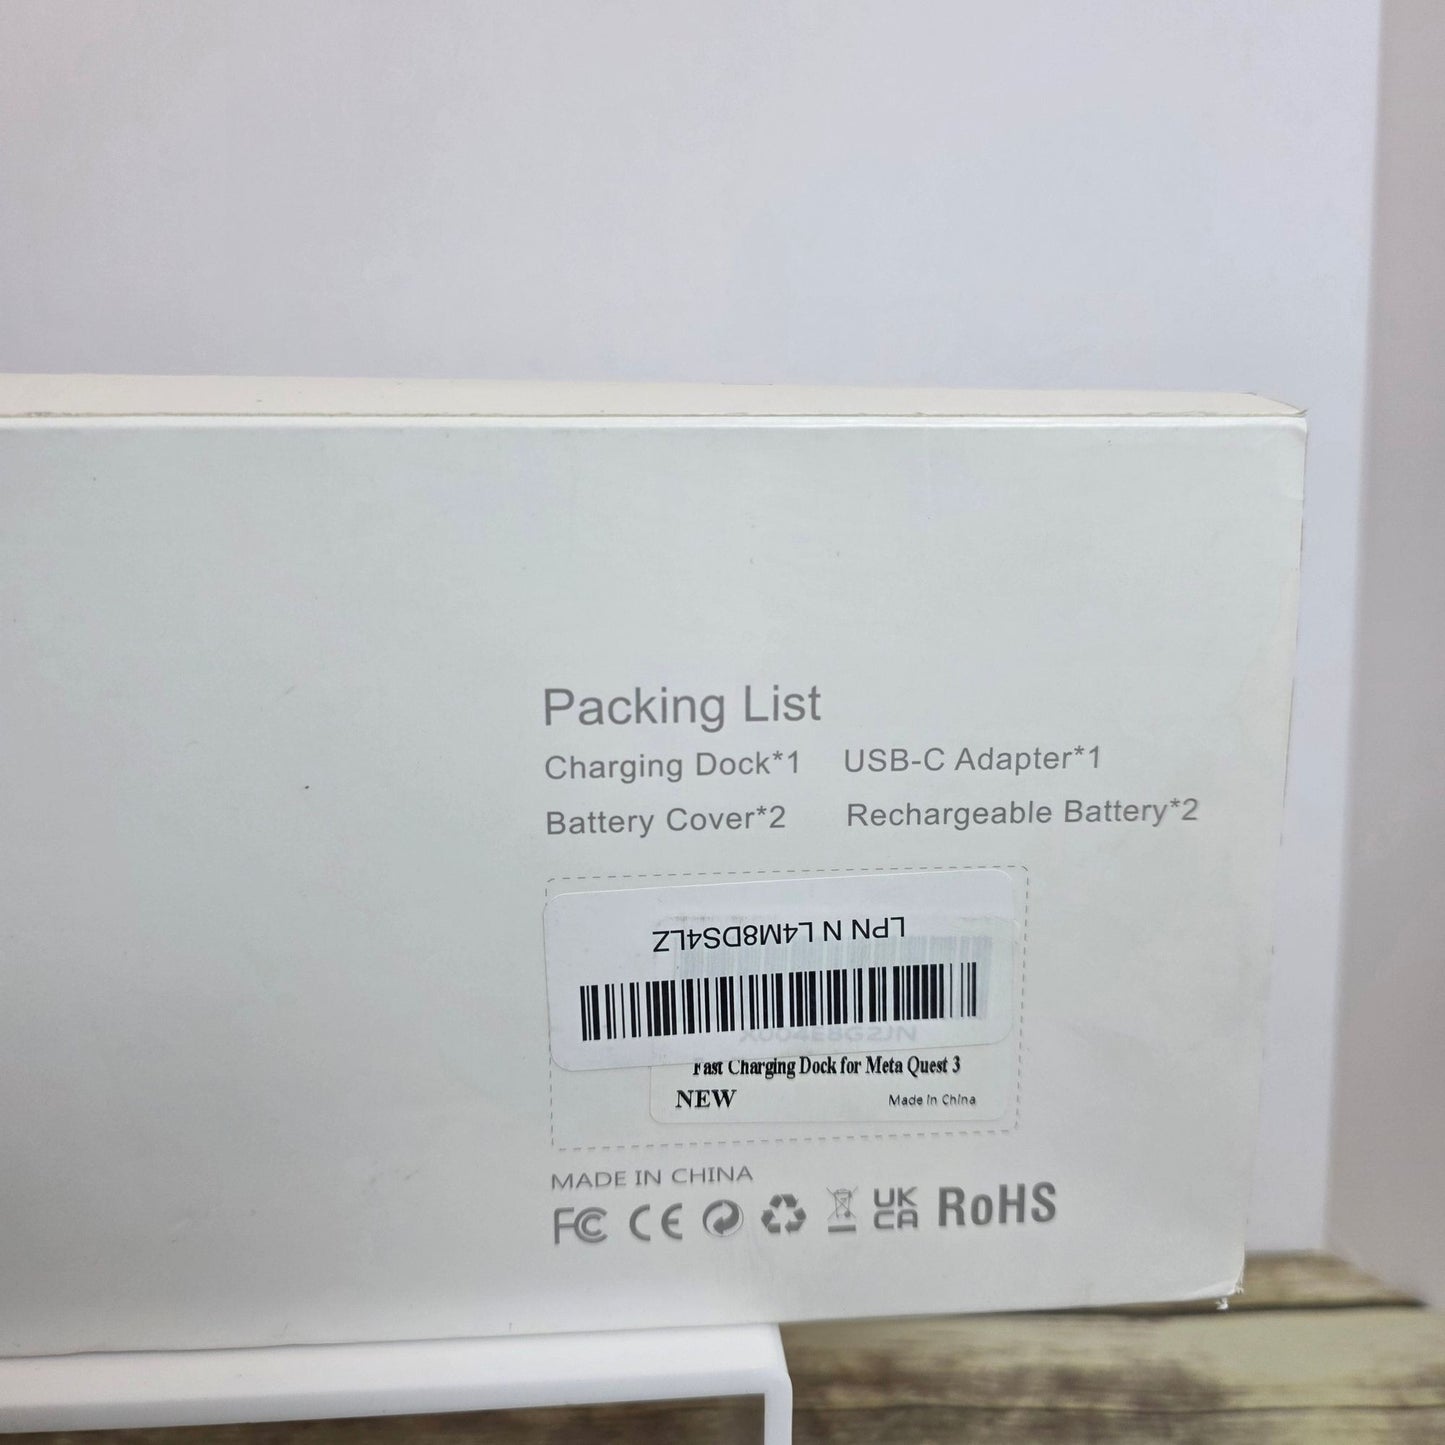 Packing List
Charging Dock*1 USB-C Adapter*1
Battery Cover*2 Rechargeable Battery*2
LPN N L4M8DS4LZ
X004E8G2JN
Fast Charging Dock for Meta Quest 3
NEW Made in China
MADE IN CHINA
FC CE UK CA RoHS